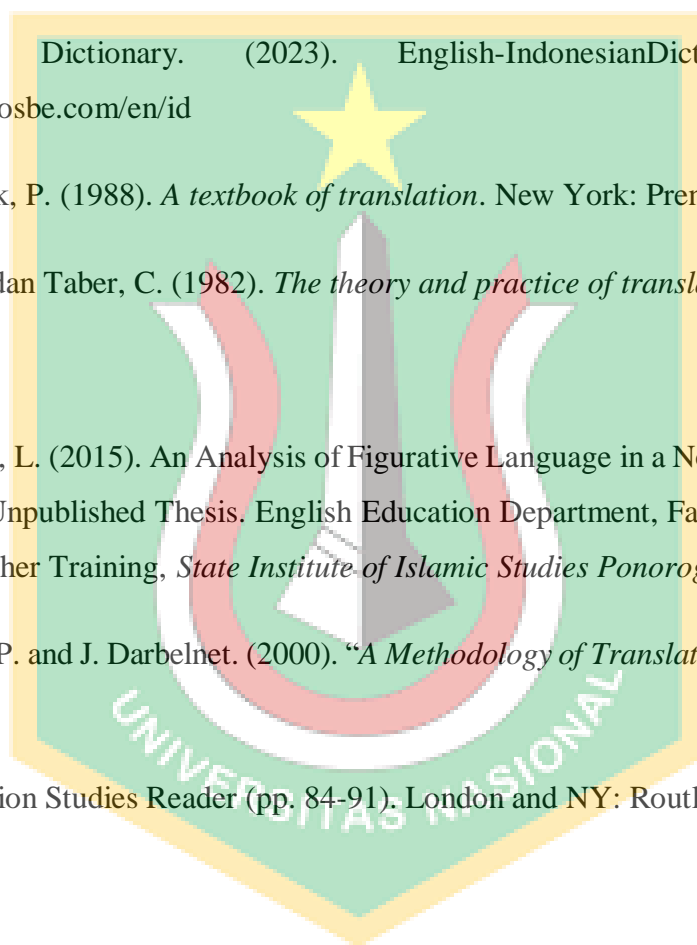 Dictionary. (2023). English-IndonesianDict
osbe.com/en/id
k, P. (1988). A textbook of translation. New York: Pren
dan Taber, C. (1982). The theory and practice of transla
, L. (2015). An Analysis of Figurative Language in a No
Unpublished Thesis. English Education Department, Fa
her Training, State Institute of Islamic Studies Ponorog
P. and J. Darbelnet. (2000). “A Methodology of Translat
ion Studies Reader (pp. 84-91). London and NY: Routl
UNIVERSITAS NASIONAL